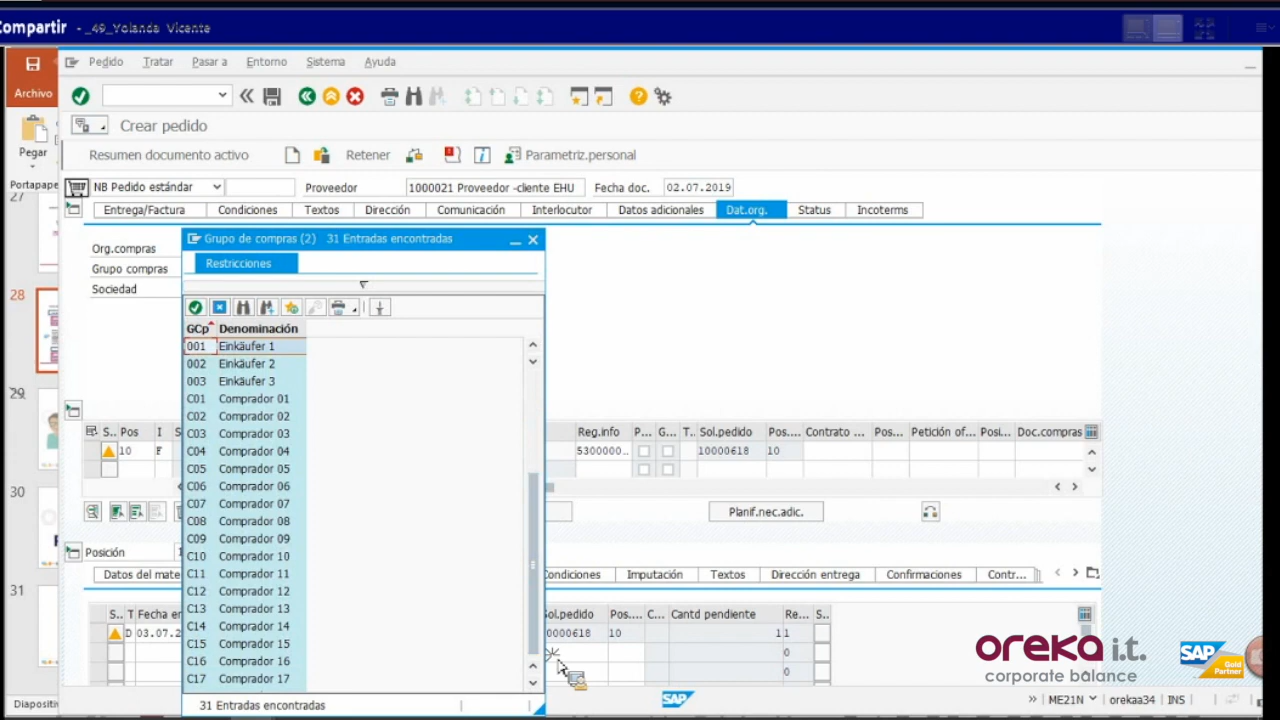 Compartir - _49_Yolanda Vicente
Archivo
Pegar
Portapape
27
28
29
30
31
Diapositi
Pedido Tratar Pasar a Entorno Sistema Ayuda
Crear pedido
Resumen documento activo Retener Parametriz.personal
NB Pedido estándar Proveedor 1000021 Proveedor -cliente EHU Fecha doc. 02.07.2019
Entrega/Factura Condiciones Textos Dirección Comunicación Interlocutor Datos adicionales Dat.org. Status Incoterms
Org.compras
Grupo compras
Sociedad
Grupo de compras (2) 31 Entradas encontradas
Restricciones
GCp Denominación
001 Einkäufer 1
002 Einkäufer 2
003 Einkäufer 3
C01 Comprador 01
C02 Comprador 02
C03 Comprador 03
C04 Comprador 04
C05 Comprador 05
C06 Comprador 06
C07 Comprador 07
C08 Comprador 08
C09 Comprador 09
C10 Comprador 10
C11 Comprador 11
C12 Comprador 12
C13 Comprador 13
C14 Comprador 14
C15 Comprador 15
C16 Comprador 16
C17 Comprador 17
31 Entradas encontradas
S.. Pos I S Reg.info P... G... T.. Sol.pedido Pos.... Contrato ... Pos... Petición of... Posi... Doc.compras
10 F 5300000.. 10000618 10
Planif.nec.adic.
Posición
Datos del mate Condiciones Imputación Textos Dirección entrega Confirmaciones Contr...
S.. T Fecha en Sol.pedido Pos.... C... Cantd pendiente Re... S..
D 03.07.2 0000618 10 1 1
0
0
oreka i.t.
corporate balance
SAP Gold Partner
SAP
ME21N orekaa34 INS